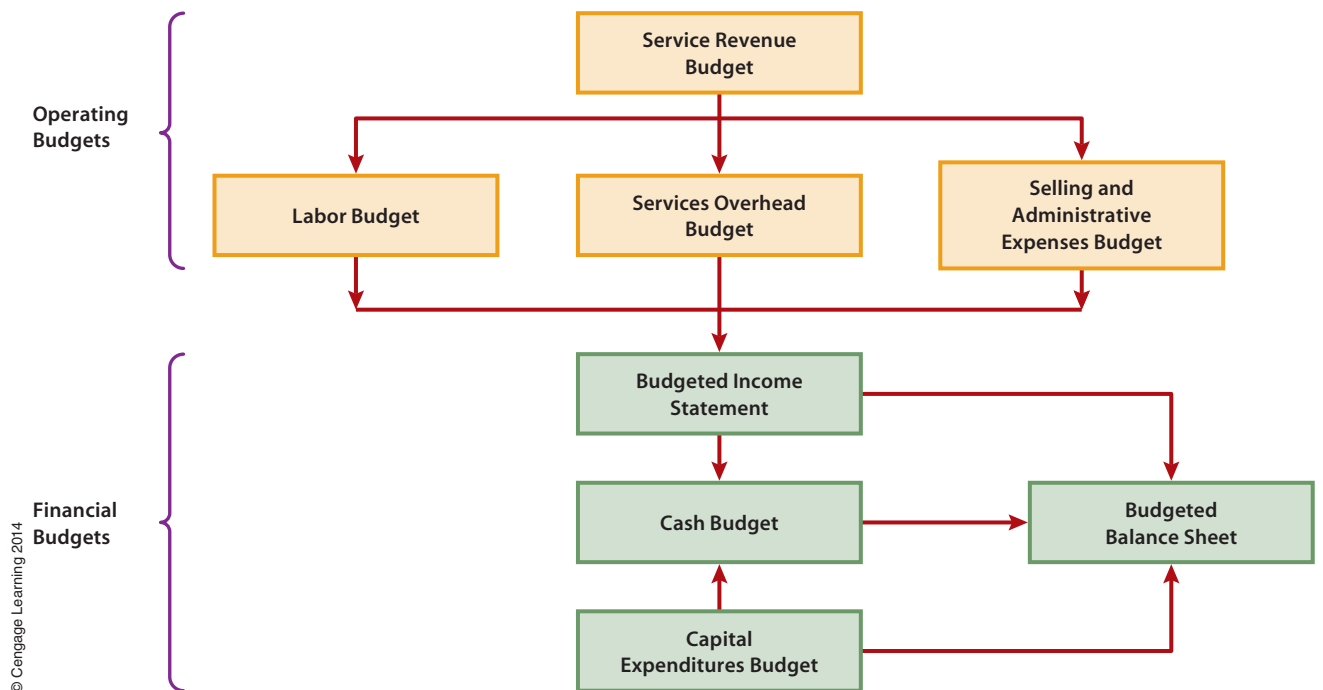 Service Revenue
Budget
Operating
Budgets
Labor Budget
Services Overhead
Budget
Selling and
Administrative
Expenses Budget
Budgeted Income
Statement
Financial
Budgets
Cash Budget
Budgeted
Balance Sheet
Capital
Expenditures Budget
© Cengage Learning 2014